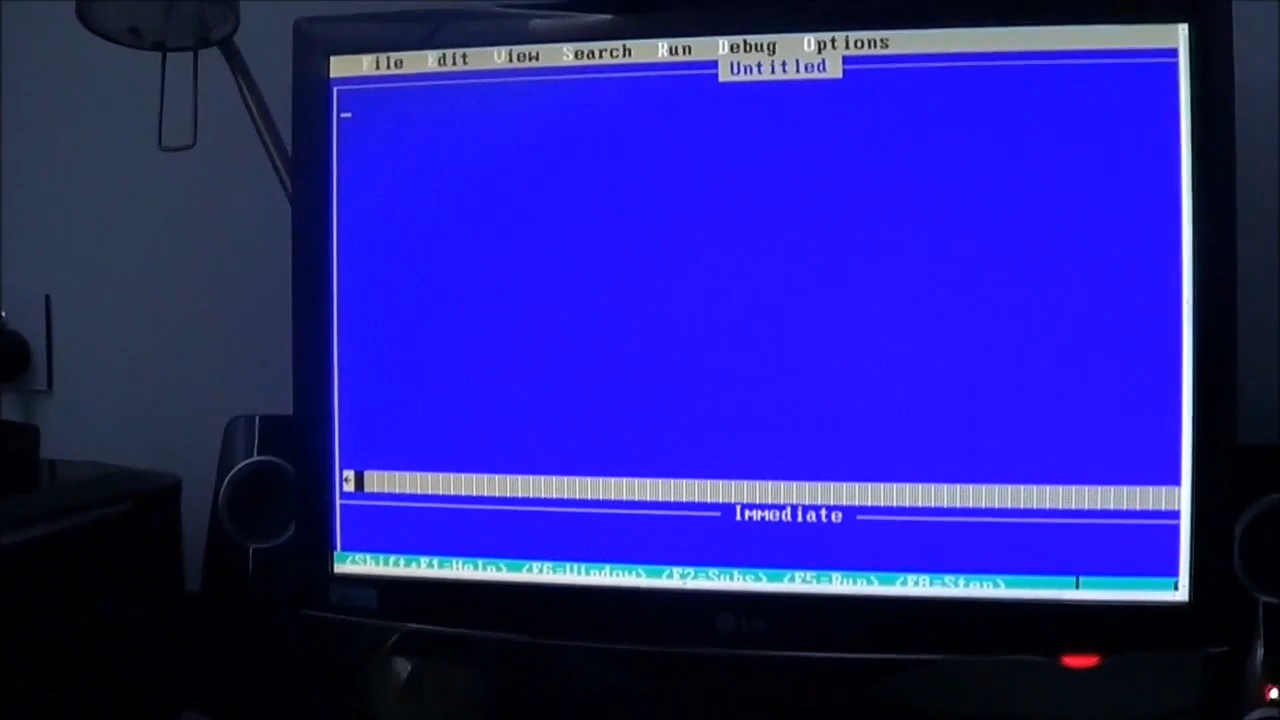 File Edit View Search Run Debug Options
Untitled
Immediate
<Shift+F1=Help> <F6=Window> <F2=Subs> <F5=Run> <F8=Step>
LG